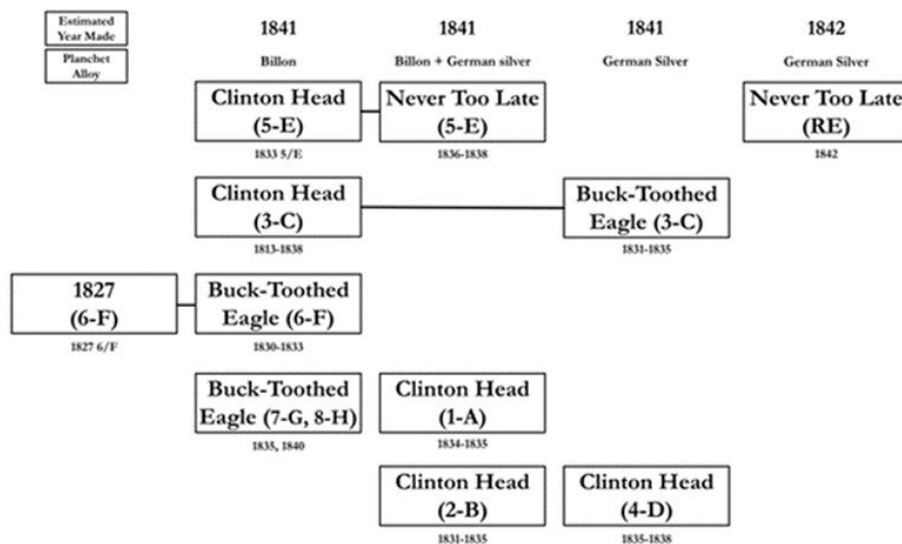 Estimated
Year Made
1841
1841
1841
1842
Planchet
Alloy
Billon
Billon + German silver
German Silver
German Silver
Clinton Head
(5-E)
1833 5/E
Never Too Late
(5-E)
1836-1838
Never Too Late
(RE)
1842
Clinton Head
(3-C)
1813-1838
Buck-Toothed
Eagle (3-C)
1831-1835
1827
(6-F)
1827 6/F
Buck-Toothed
Eagle (6-F)
1830-1833
Buck-Toothed
Eagle (7-G, 8-H)
1835, 1840
Clinton Head
(1-A)
1834-1835
Clinton Head
(2-B)
1831-1835
Clinton Head
(4-D)
1835-1838